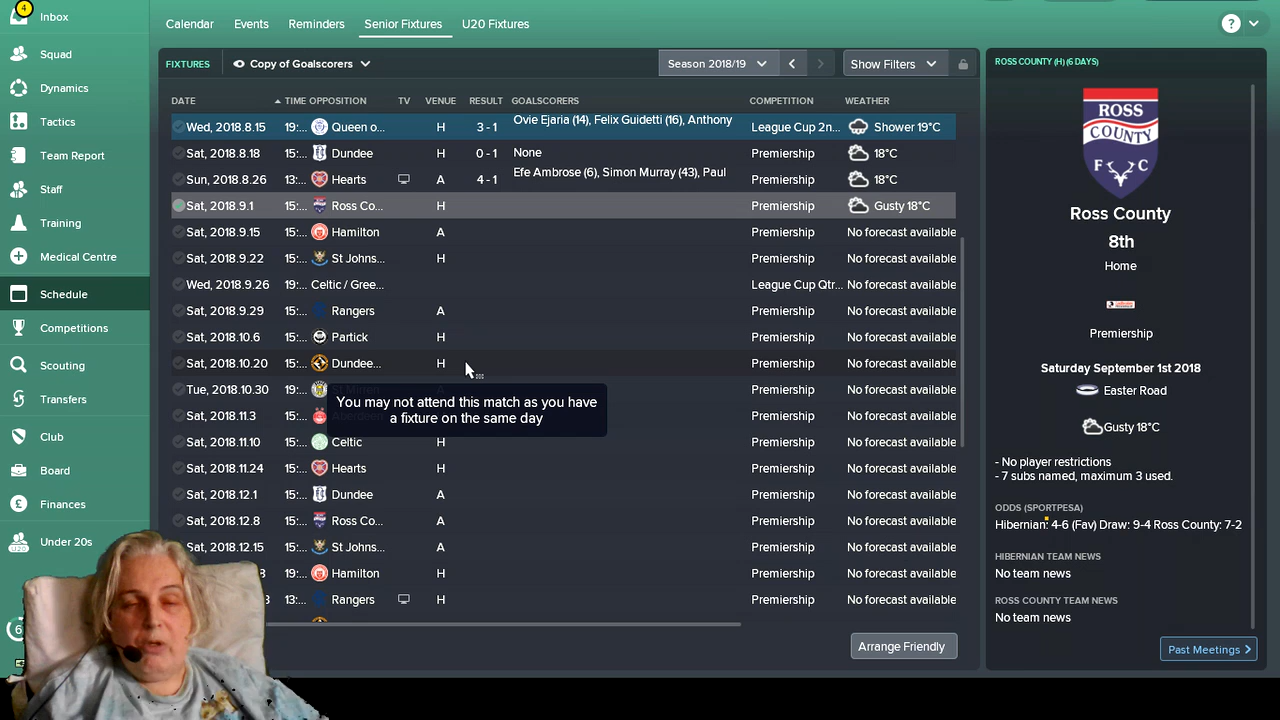 4
Inbox
Squad
Dynamics
Tactics
Team Report
Staff
Training
Medical Centre
Schedule
Competitions
Scouting
Transfers
Club
Board
Finances
Under 20s
Calendar Events Reminders Senior Fixtures U20 Fixtures
FIXTURES Copy of Goalscorers Season 2018/19 Show Filters
DATE TIME OPPOSITION TV VENUE RESULT GOALSCORERS COMPETITION WEATHER
Wed, 2018.8.15 19:... Queen o... H 3 - 1 Ovie Ejaria (14), Felix Guidetti (16), Anthony League Cup 2n... Shower 19°C
Sat, 2018.8.18 15:... Dundee H 0 - 1 None Premiership 18°C
Sun, 2018.8.26 13:... Hearts A 4 - 1 Efe Ambrose (6), Simon Murray (43), Paul Premiership 18°C
Sat, 2018.9.1 15:... Ross Co... H Premiership Gusty 18°C
Sat, 2018.9.15 15:... Hamilton A Premiership No forecast available
Sat, 2018.9.22 15:... St Johns... H Premiership No forecast available
Wed, 2018.9.26 19:... Celtic / Gree... League Cup Qtr... No forecast available
Sat, 2018.9.29 15:... Rangers A Premiership No forecast available
Sat, 2018.10.6 15:... Partick H Premiership No forecast available
Sat, 2018.10.20 15:... Dundee... H Premiership No forecast available
Tue, 2018.10.30 19:... Premiership No forecast available
Sat, 2018.11.3 15:... Premiership No forecast available
Sat, 2018.11.10 15:... Celtic H Premiership No forecast available
Sat, 2018.11.24 15:... Hearts H Premiership No forecast available
Sat, 2018.12.1 15:... Dundee A Premiership No forecast available
Sat, 2018.12.8 15:... Ross Co... A Premiership No forecast available
Sat, 2018.12.15 15:... St Johns... A Premiership No forecast available
19:... Hamilton H Premiership No forecast available
13:... Rangers H Premiership No forecast available
You may not attend this match as you have
a fixture on the same day
Arrange Friendly
ROSS COUNTY (H) (6 DAYS)
ROSS
COUNTY
F C
Ross County
8th
Home
Premiership
Saturday September 1st 2018
Easter Road
Gusty 18°C
- No player restrictions
- 7 subs named, maximum 3 used.
ODDS (SPORTPESA)
Hibernian: 4-6 (Fav) Draw: 9-4 Ross County: 7-2
HIBERNIAN TEAM NEWS
No team news
ROSS COUNTY TEAM NEWS
No team news
Past Meetings